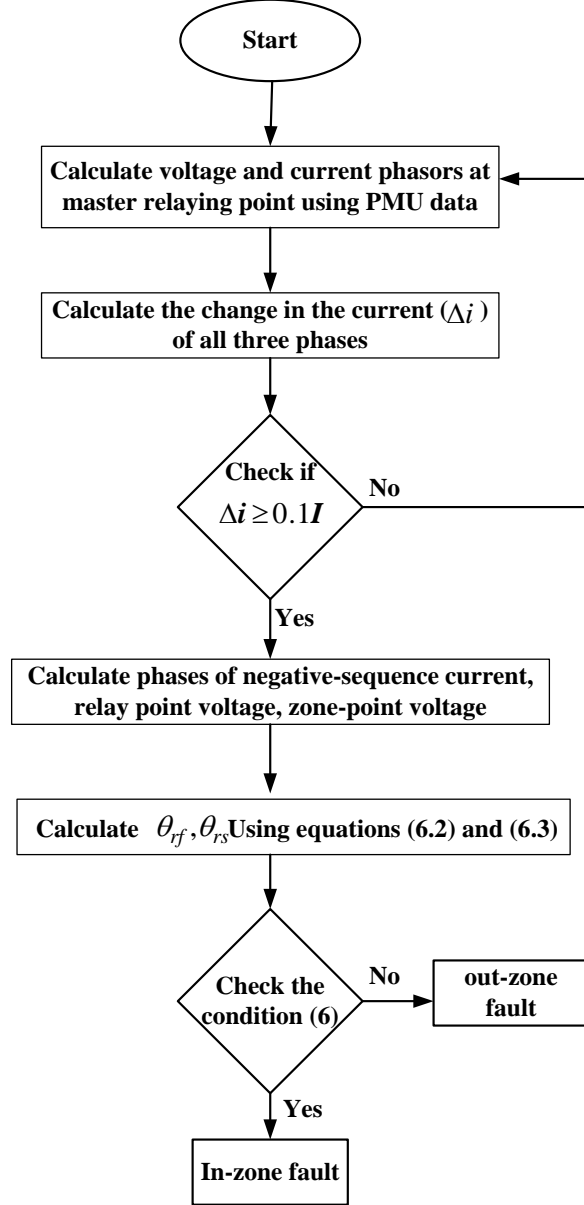 Start
Calculate voltage and current phasors at
master relaying point using PMU data
Calculate the change in the current (Δi)
of all three phases
Check if
Δi ≥ 0.1I
No
Yes
Calculate phases of negative-sequence current,
relay point voltage, zone-point voltage
Calculate θrf, θrs Using equations (6.2) and (6.3)
Check the
condition (6)
No
out-zone
fault
Yes
In-zone fault